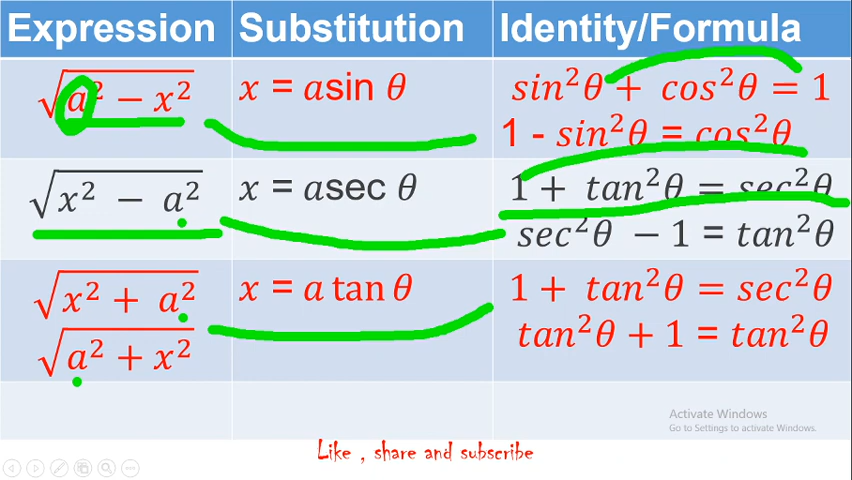 Expression Substitution Identity/Formula
√(a² − x²) x = asin θ sin²θ + cos²θ = 1
1 - sin²θ = cos²θ
√(x² − a²) x = asec θ 1 + tan²θ = sec²θ
sec²θ − 1 = tan²θ
√(x² + a²) x = a tan θ 1 + tan²θ = sec²θ
√(a² + x²) tan²θ + 1 = tan²θ
Activate Windows
Go to Settings to activate Windows.
Like , share and subscribe